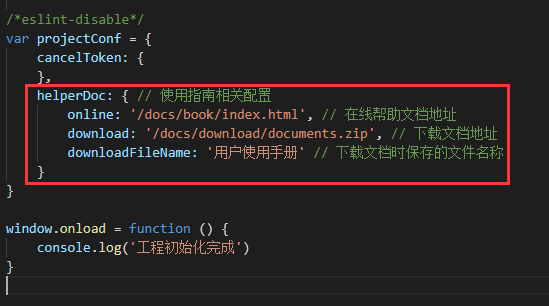 /*eslint-disable*/
var projectConf = {
    cancelToken: {
    },
    helperDoc: { // 使用指南相关配置
        online: '/docs/book/index.html', // 在线帮助文档地址
        download: '/docs/download/documents.zip', // 下载文档地址
        downloadFileName: '用户使用手册' // 下载文档时保存的文件名称
    }
}
window.onload = function () {
    console.log('工程初始化完成')
}